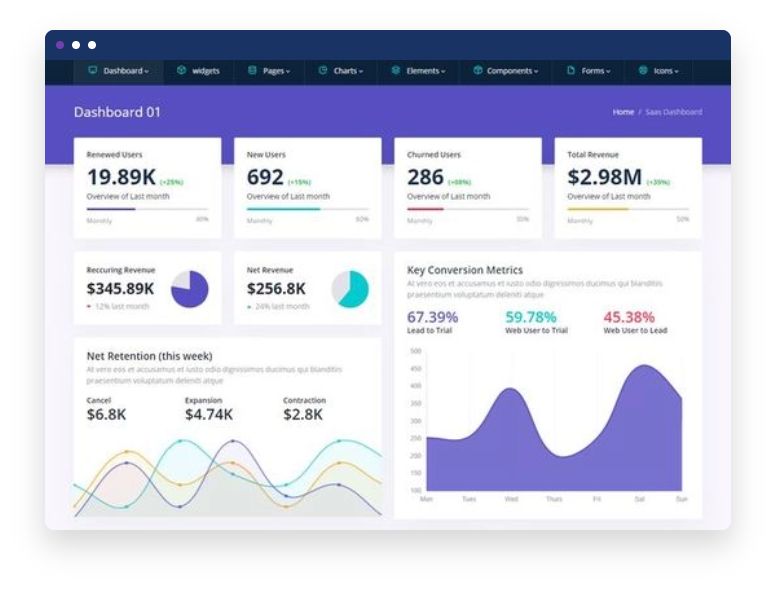 Dashboard
widgets
Pages
Charts
Elements
Components
Forms
Icons
Dashboard 01
Home / Saas Dashboard
Renewed Users
19.89K (+25%)
Overview of Last month
Monthly
New Users
692 (+15%)
Overview of Last month
Monthly 60%
Churned Users
286
Overview of Last month
Monthly
Total Revenue
$2.98M (+35%)
Overview of Last month
Monthly 50%
Reccuring Revenue
$345.89K
12% last month
Net Revenue
$256.8K
24% last month
Key Conversion Metrics
At vero eos et accusamus et iusto odio dignissimos ducimus qui blanditiis
praesentium voluptatum deleniti atque
67.39%
Lead to Trial
59.78%
Web User to Trial
45.38%
Web User to Lead
500
450
400
350
300
250
200
150
100
Mon Tues Wed Thurs Fri Sat Sun
Net Retention (this week)
At vero eos et accusamus et iusto odio dignissimos ducimus qui blanditiis
praesentium voluptatum deleniti atque
Cancel
$6.8K
Expansion
$4.74K
Contraction
$2.8K